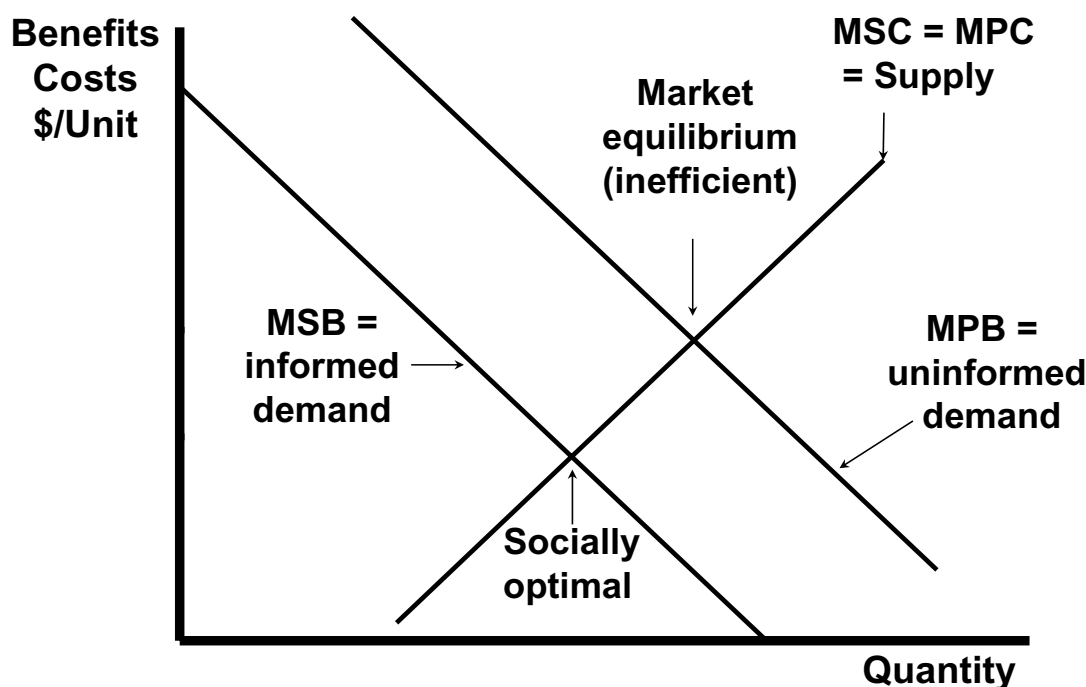 Benefits
Costs
$/Unit
MSC = MPC
= Supply
Market
equilibrium
(inefficient)
MSB =
informed
demand
MPB =
uninformed
demand
Socially
optimal
Quantity